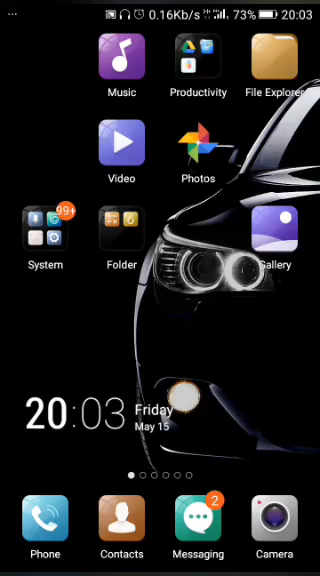 ... 0.16Kb/s 73% 20:03
Music Productivity File Explorer
Video Photos
99+
System Folder Gallery
20:03 Friday
May 15
2
Phone Contacts Messaging Camera